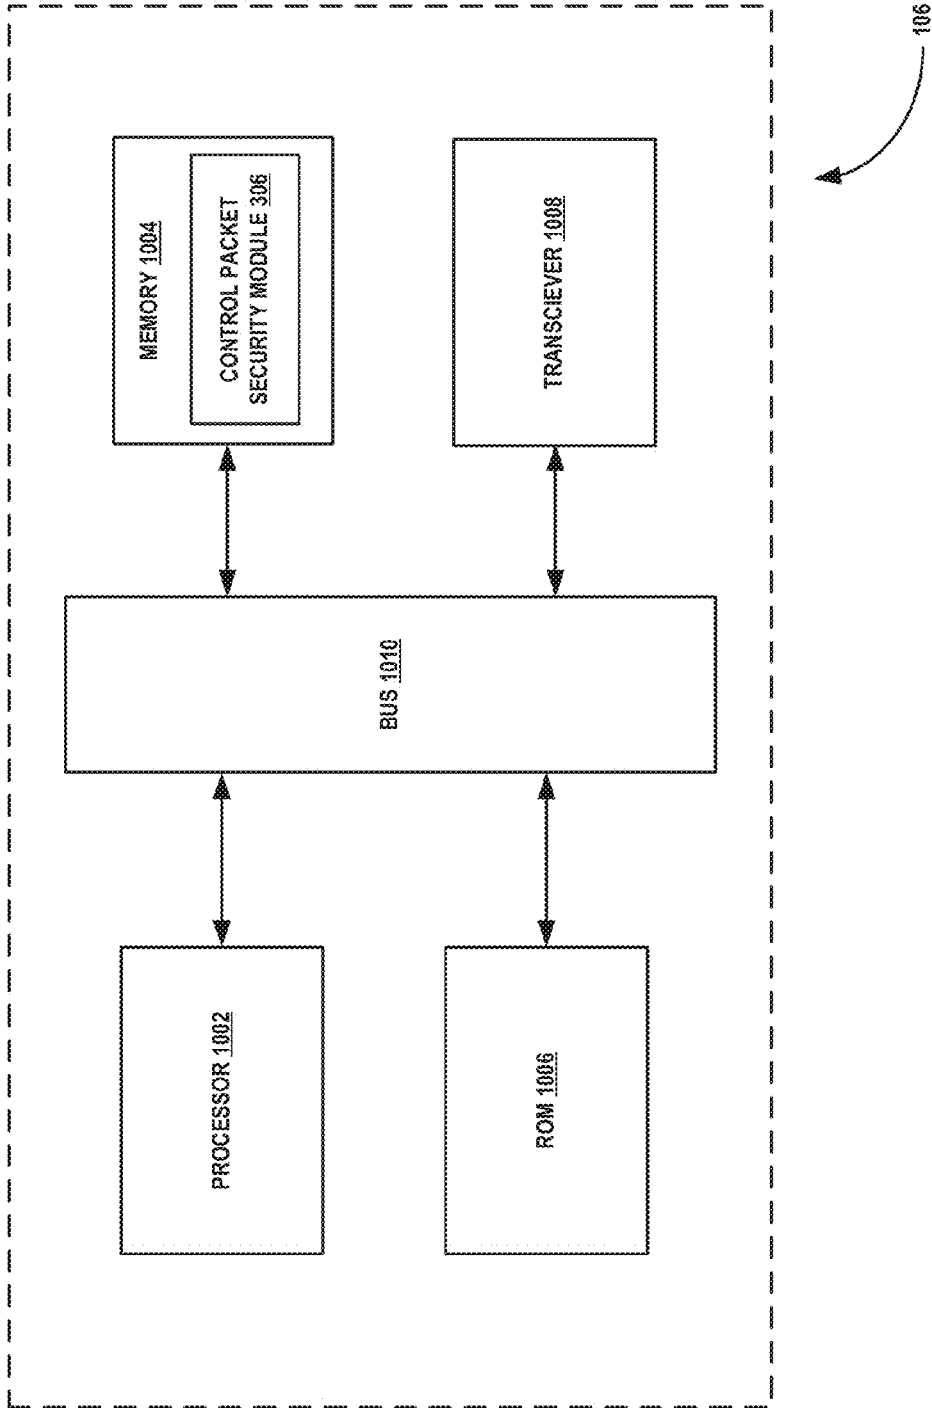 PROCESSOR 1002
MEMORY 1004
CONTROL PACKET
SECURITY MODULE 306
BUS 1010
ROM 1006
TRANSCIEVER 1008
106